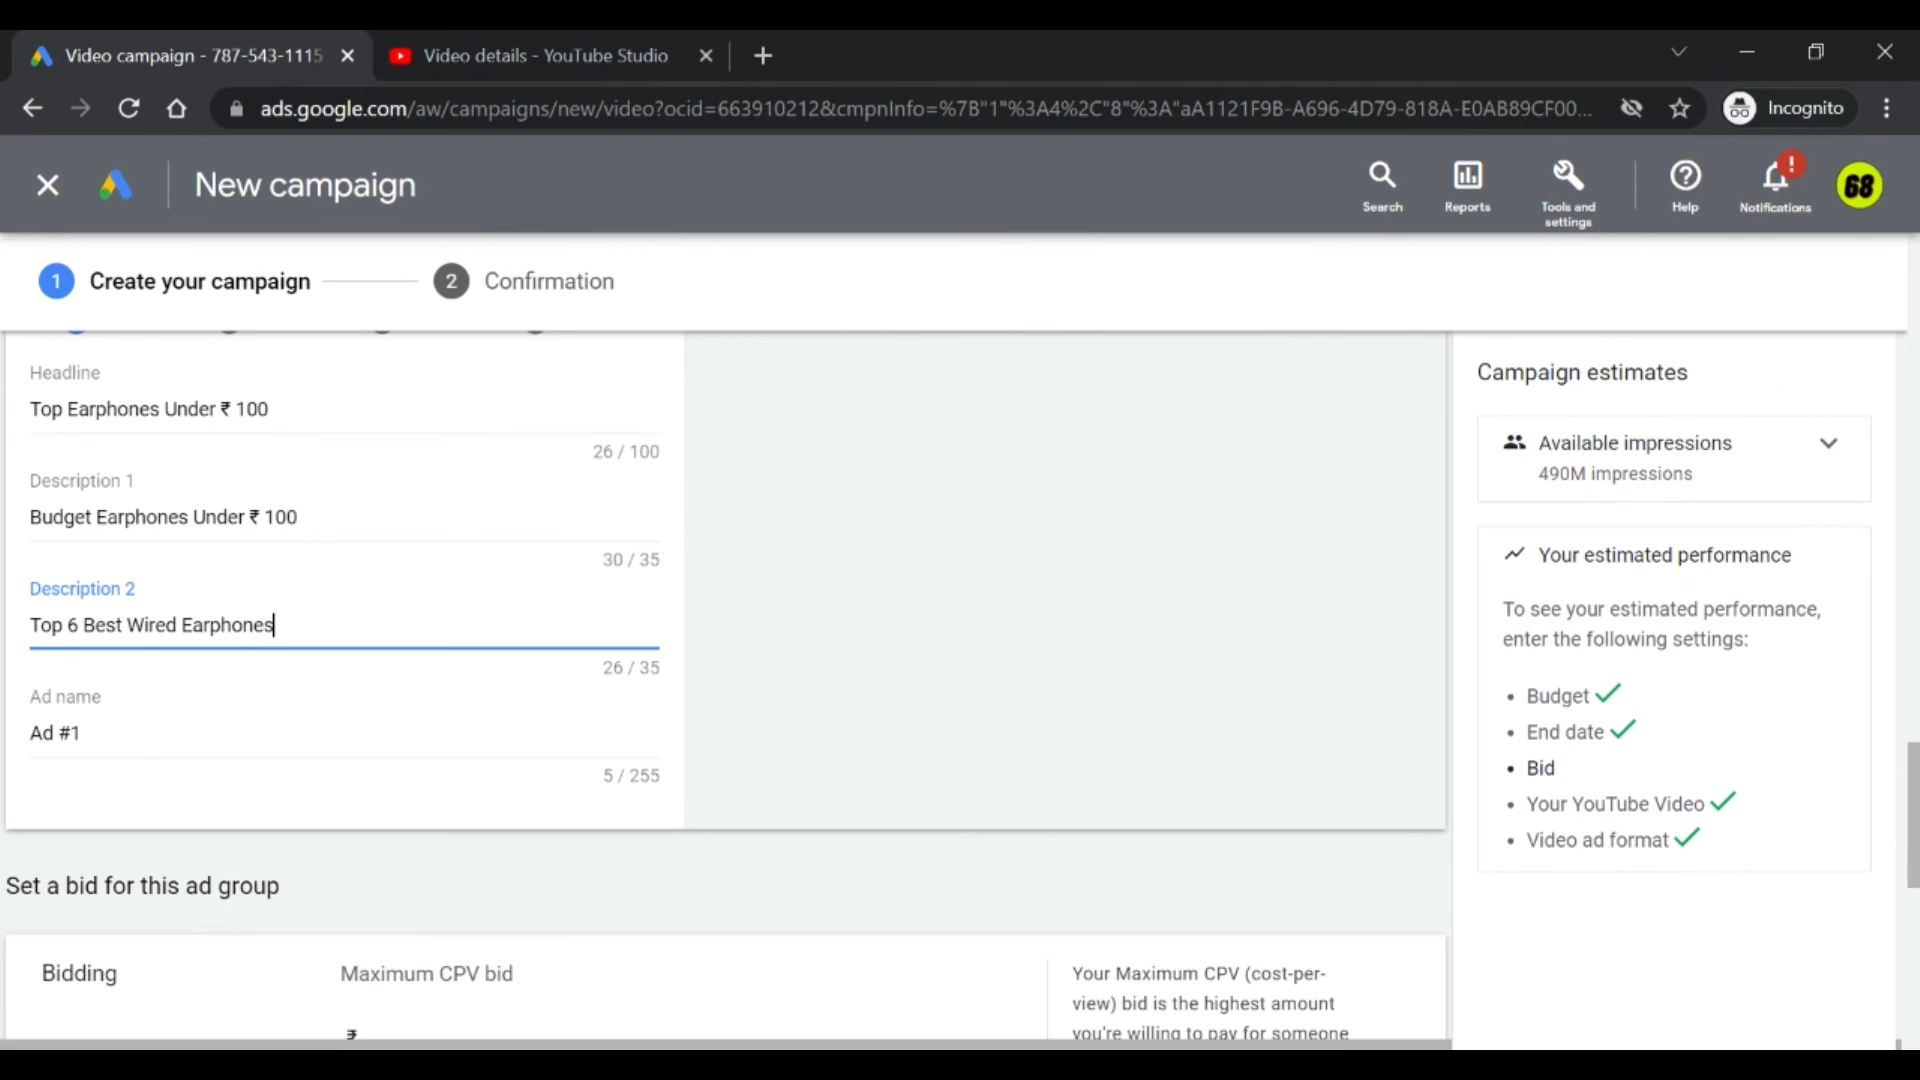 Video campaign - 787-543-1115
Video details - YouTube Studio
ads.google.com/aw/campaigns/new/video?ocid=663910212&cmpnInfo=%7B"1"%3A4%2C"8"%3A"aA1121F9B-A696-4D79-818A-E0AB89CF00...
Incognito
New campaign
Search
Reports
Tools and
settings
Help
!
Notifications
68
1 Create your campaign
2 Confirmation
Headline
Top Earphones Under ₹ 100
26 / 100
Description 1
Budget Earphones Under ₹ 100
30 / 35
Description 2
Top 6 Best Wired Earphones
26 / 35
Ad name
Ad #1
5 / 255
Campaign estimates
Available impressions
490M impressions
Your estimated performance
To see your estimated performance,
enter the following settings:
• Budget
• End date
• Bid
• Your YouTube Video
• Video ad format
Set a bid for this ad group
Bidding
Maximum CPV bid
₹
Your Maximum CPV (cost-per-
view) bid is the highest amount
you're willing to pay for someone